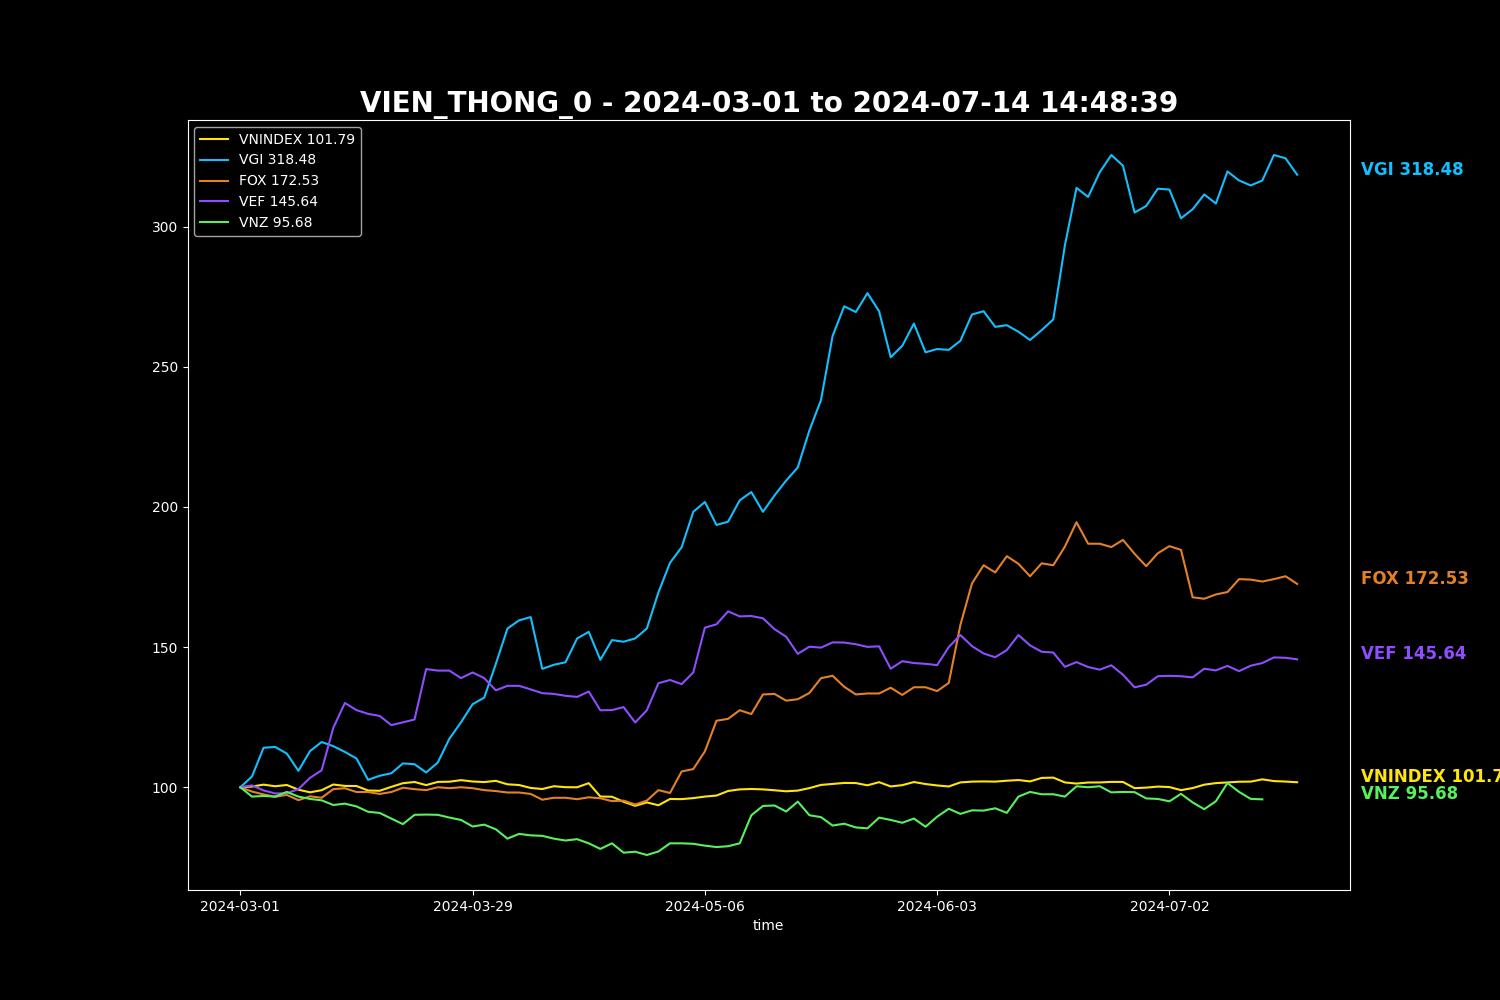 VIEN_THONG_0 - 2024-03-01 to 2024-07-14 14:48:39
VNINDEX 101.79
VGI 318.48
FOX 172.53
VEF 145.64
VNZ 95.68
300
250
200
150
100
VGI 318.48
FOX 172.53
VEF 145.64
VNINDEX 101.7
VNZ 95.68
2024-03-01
2024-03-29
2024-05-06
2024-06-03
2024-07-02
time